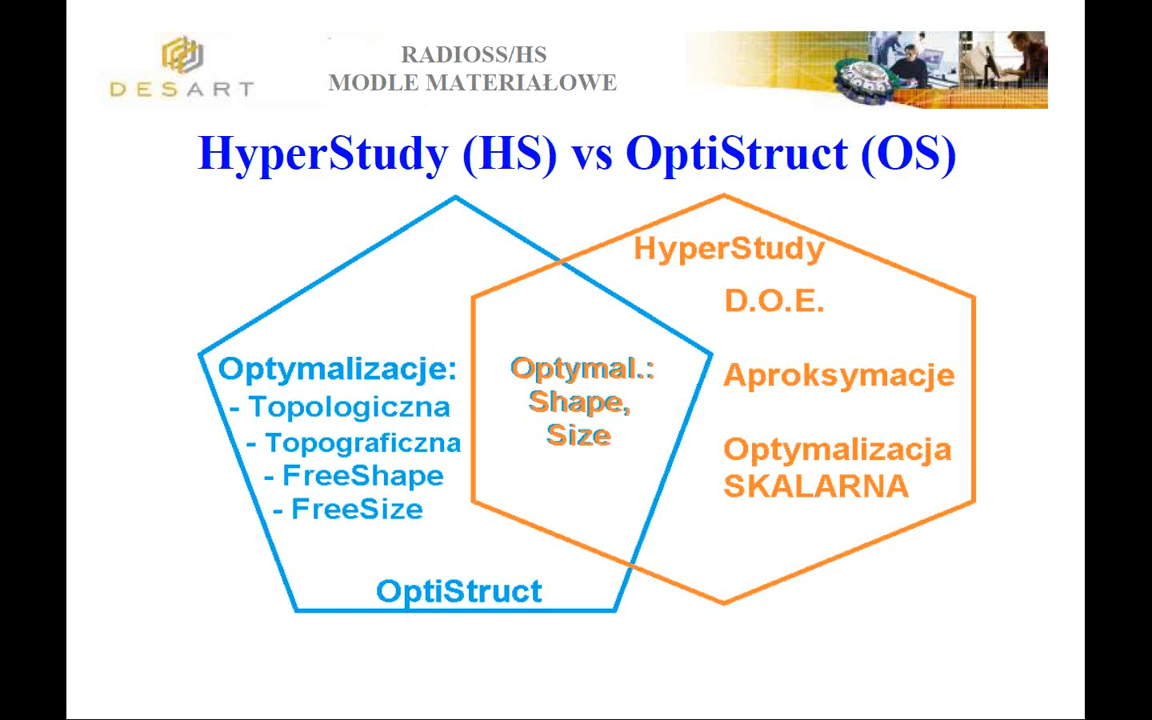 DESART
RADIOSS/HS
MODLE MATERIAŁOWE
HyperStudy (HS) vs OptiStruct (OS)
HyperStudy
D.O.E.
Aproksymacje
Optymalizacja
SKALARNA
Optymal.:
Shape,
Size
Optymalizacje:
- Topologiczna
- Topograficzna
- FreeShape
- FreeSize
OptiStruct